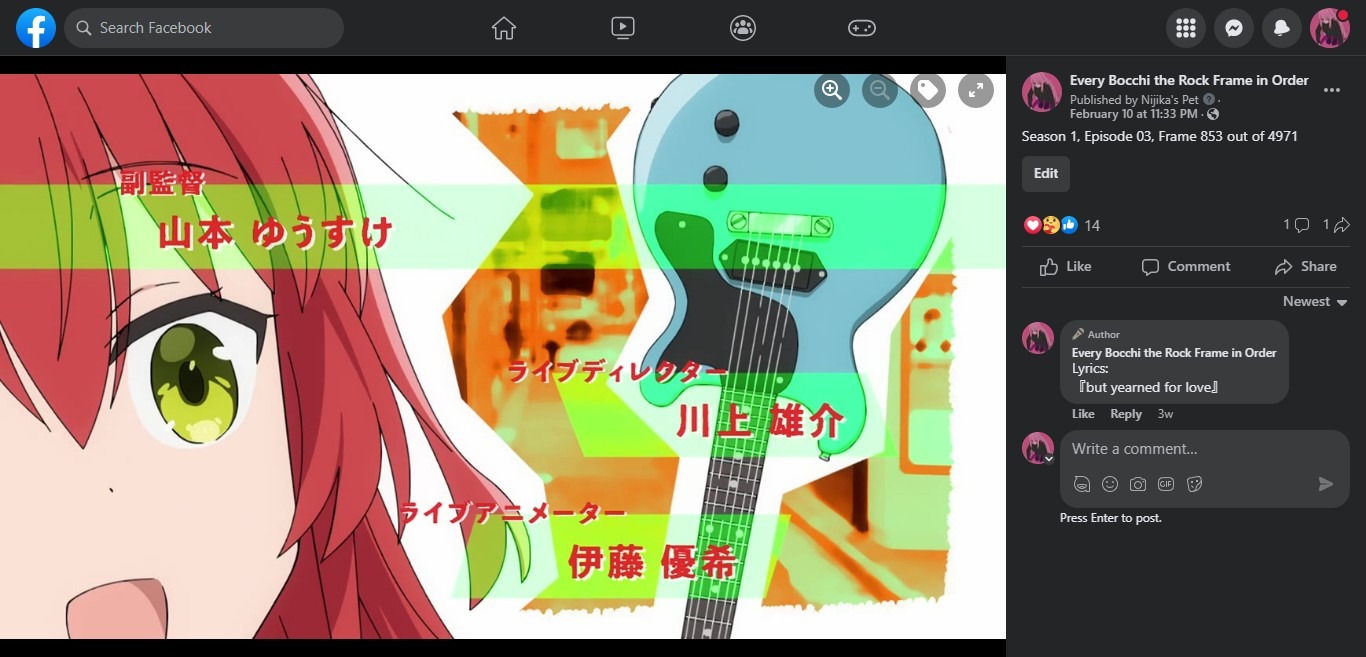 Search Facebook
副監督
山本 ゆうすけ
ライブディレクター
川上 雄介
ライブアニメーター
伊藤 優希
Every Bocchi the Rock Frame in Order
Published by Nijika's Pet ·
February 10 at 11:33 PM ·
Season 1, Episode 03, Frame 853 out of 4971
Edit
14
1
1
Like
Comment
Share
Newest
Author
Every Bocchi the Rock Frame in Order
Lyrics:
『but yearned for love』
Like Reply 3w
Write a comment...
GIF
Press Enter to post.